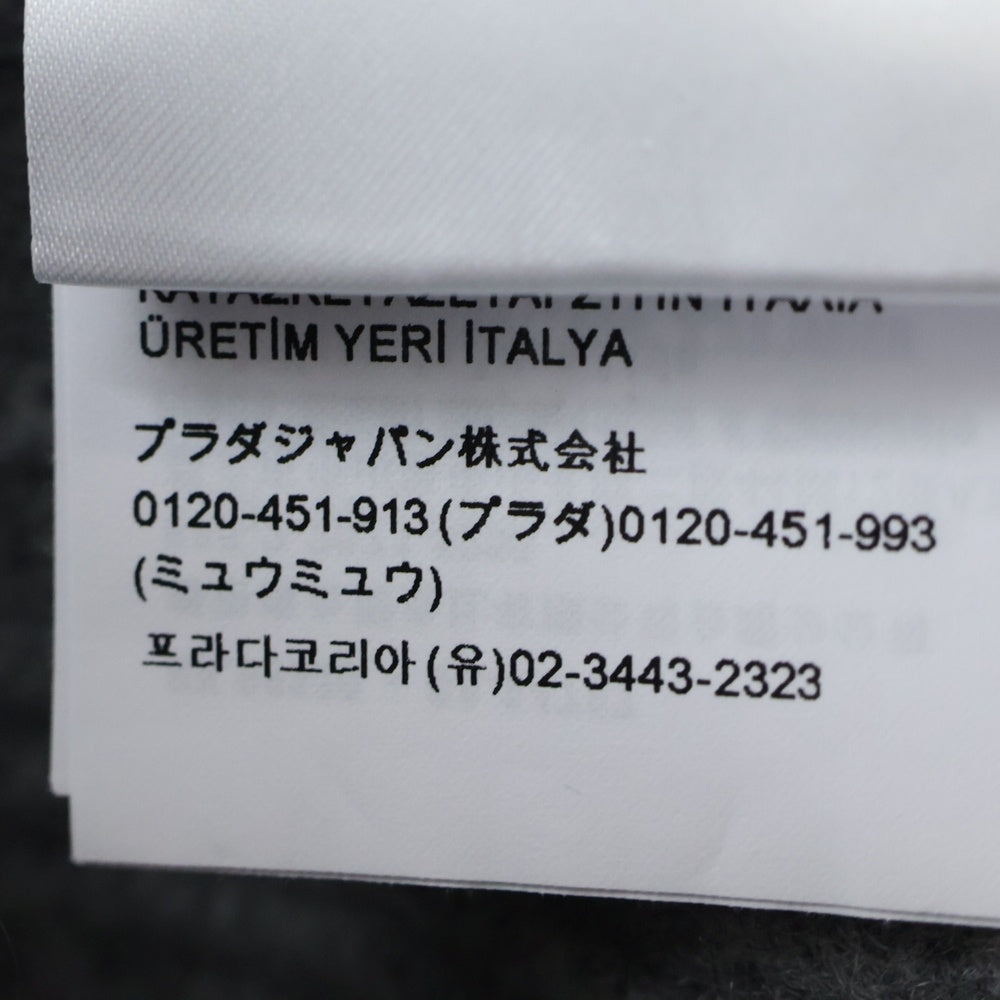 ÜRETİM YERİ İTALYA
プラダジャパン株式会社
0120-451-913(プラダ)0120-451-993
(ミュウミュウ)
프라다코리아(유)02-3443-2323